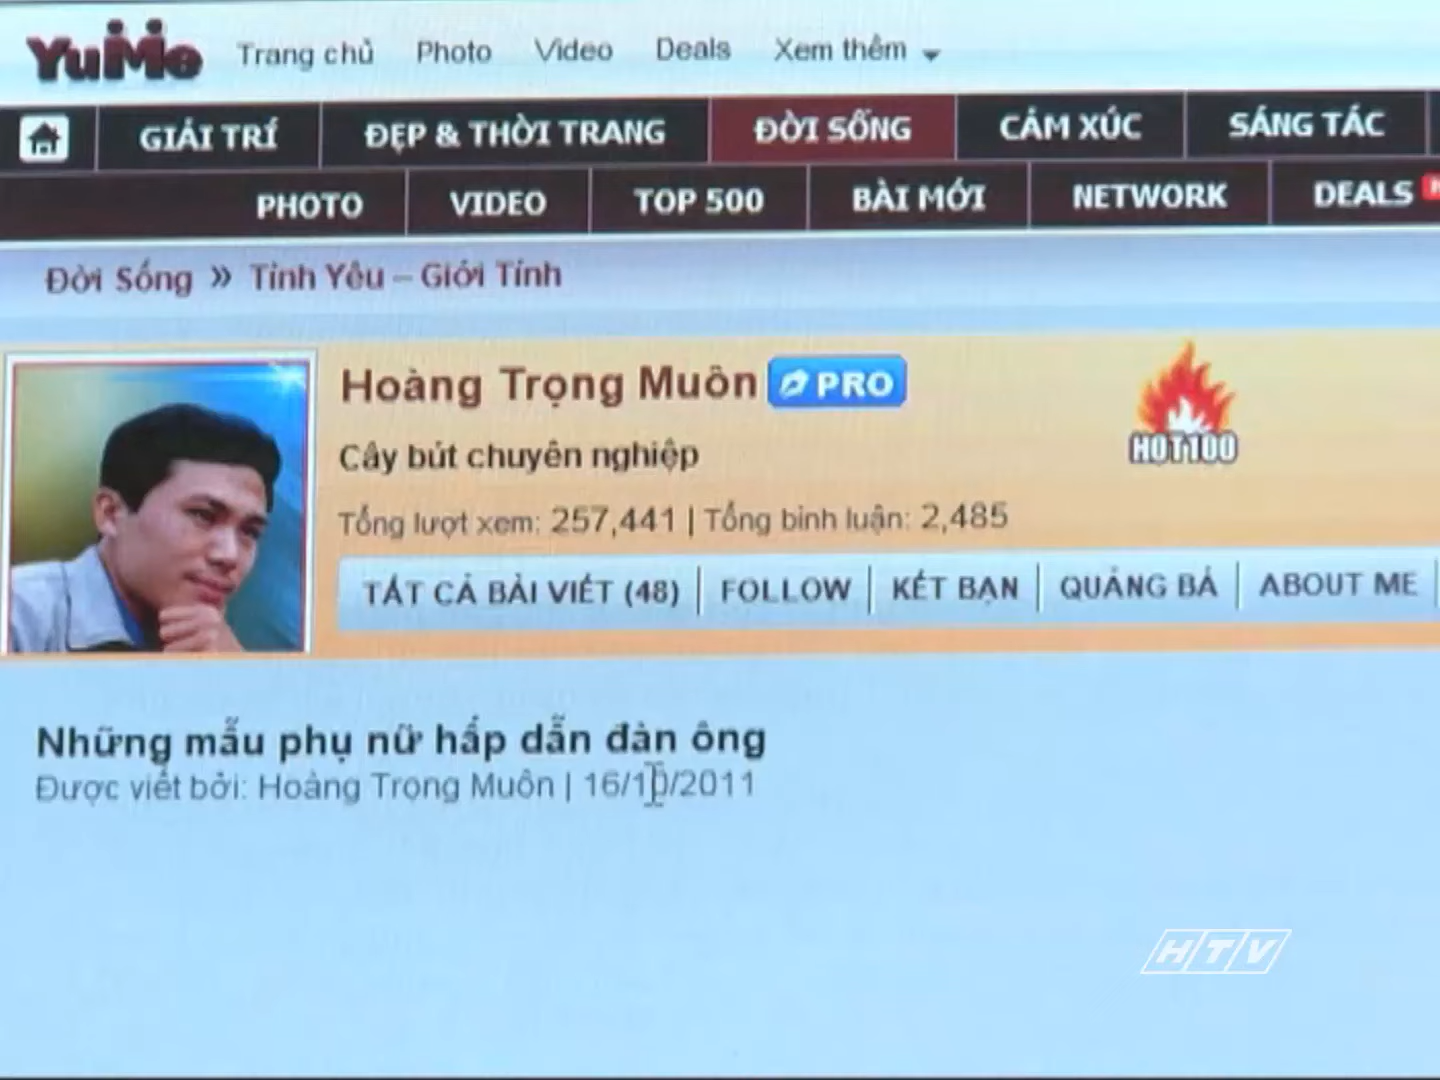 YuMe Trang chủ Photo Video Deals Xem thêm
GIẢI TRÍ ĐẸP & THỜI TRANG ĐỜI SỐNG CẢM XÚC SÁNG TÁC
PHOTO VIDEO TOP 500 BÀI MỚI NETWORK DEALS
Đời Sống » Tình Yêu – Giới Tính
Hoàng Trọng Muôn PRO
HOT100
Cây bút chuyên nghiệp
Tổng lượt xem: 257,441 | Tổng bình luận: 2,485
TẤT CẢ BÀI VIẾT (48) FOLLOW KẾT BẠN QUẢNG BÁ ABOUT ME
Những mẫu phụ nữ hấp dẫn đàn ông
Được viết bởi: Hoàng Trọng Muôn | 16/10/2011
HTV